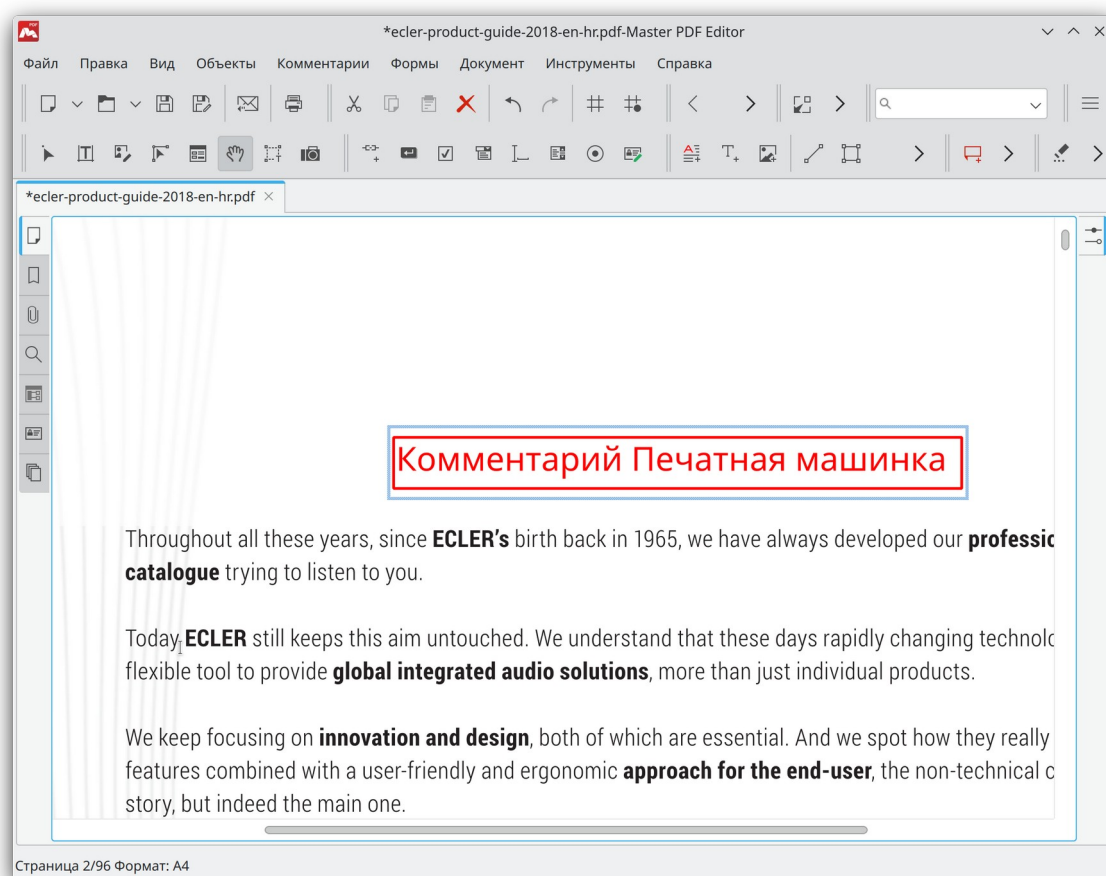 *ecler-product-guide-2018-en-hr.pdf-Master PDF Editor
Файл Правка Вид Объекты Комментарии Формы Документ Инструменты Справка
*ecler-product-guide-2018-en-hr.pdf
Комментарий Печатная машинка
Throughout all these years, since ECLER’s birth back in 1965, we have always developed our professio
catalogue trying to listen to you.
Today, ECLER still keeps this aim untouched. We understand that these days rapidly changing technolo
flexible tool to provide global integrated audio solutions, more than just individual products.
We keep focusing on innovation and design, both of which are essential. And we spot how they really
features combined with a user-friendly and ergonomic approach for the end-user, the non-technical o
story, but indeed the main one.
Страница 2/96 Формат: A4